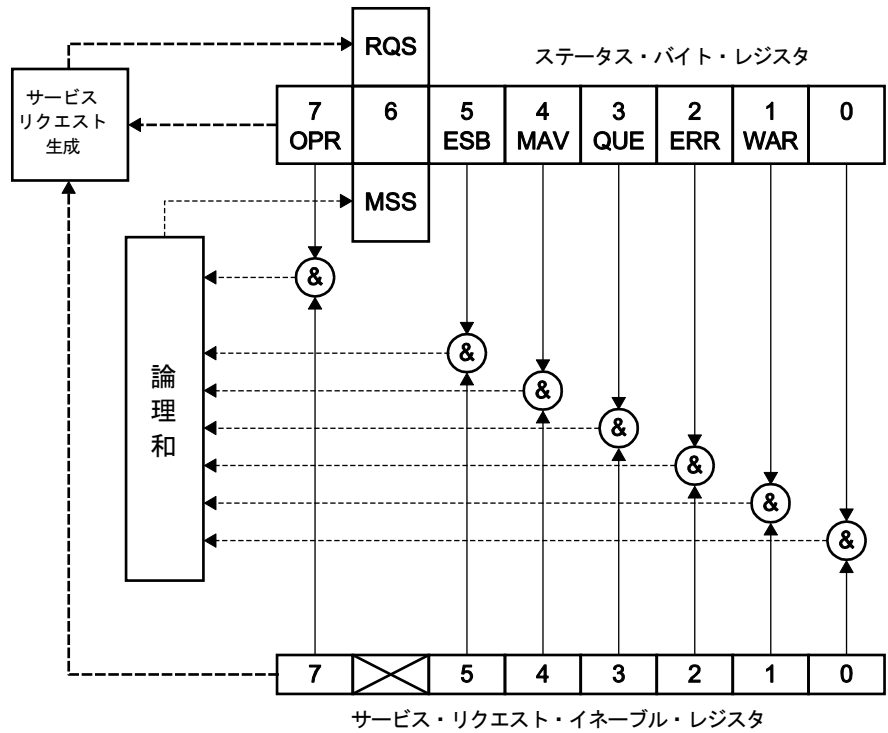 RQS
ステータス・バイト・レジスタ
サービス
リクエスト
生成
7 6 5 4 3 2 1 0
OPR ESB MAV QUE ERR WAR
MSS
&
&
&
&
&
&
&
論理和
7 5 4 3 2 1 0
サービス・リクエスト・イネーブル・レジスタ